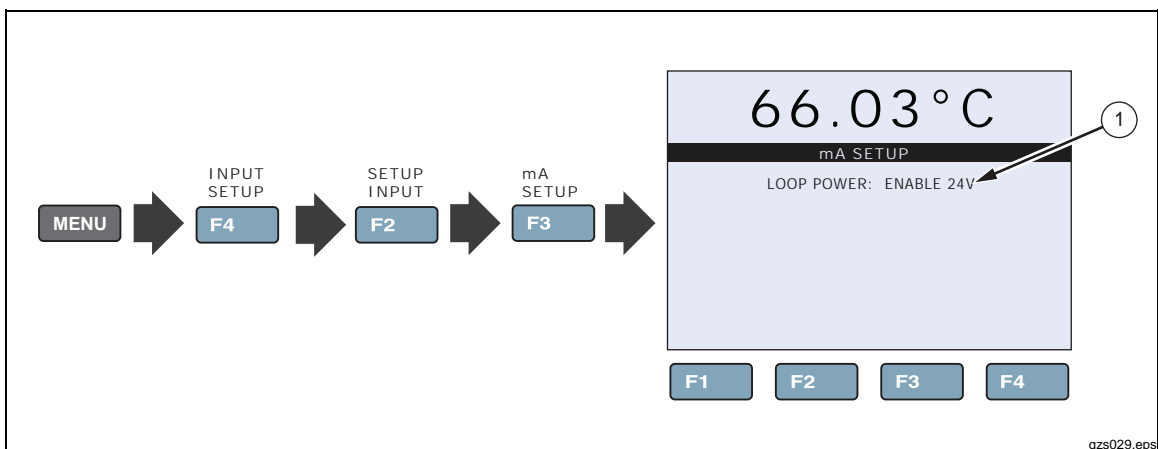 MENU
INPUT
SETUP
F4
SETUP
INPUT
F2
mA
SETUP
F3
66.03°C
mA SETUP
LOOP POWER: ENABLE 24V
1
F1 F2 F3 F4
gzs029.eps